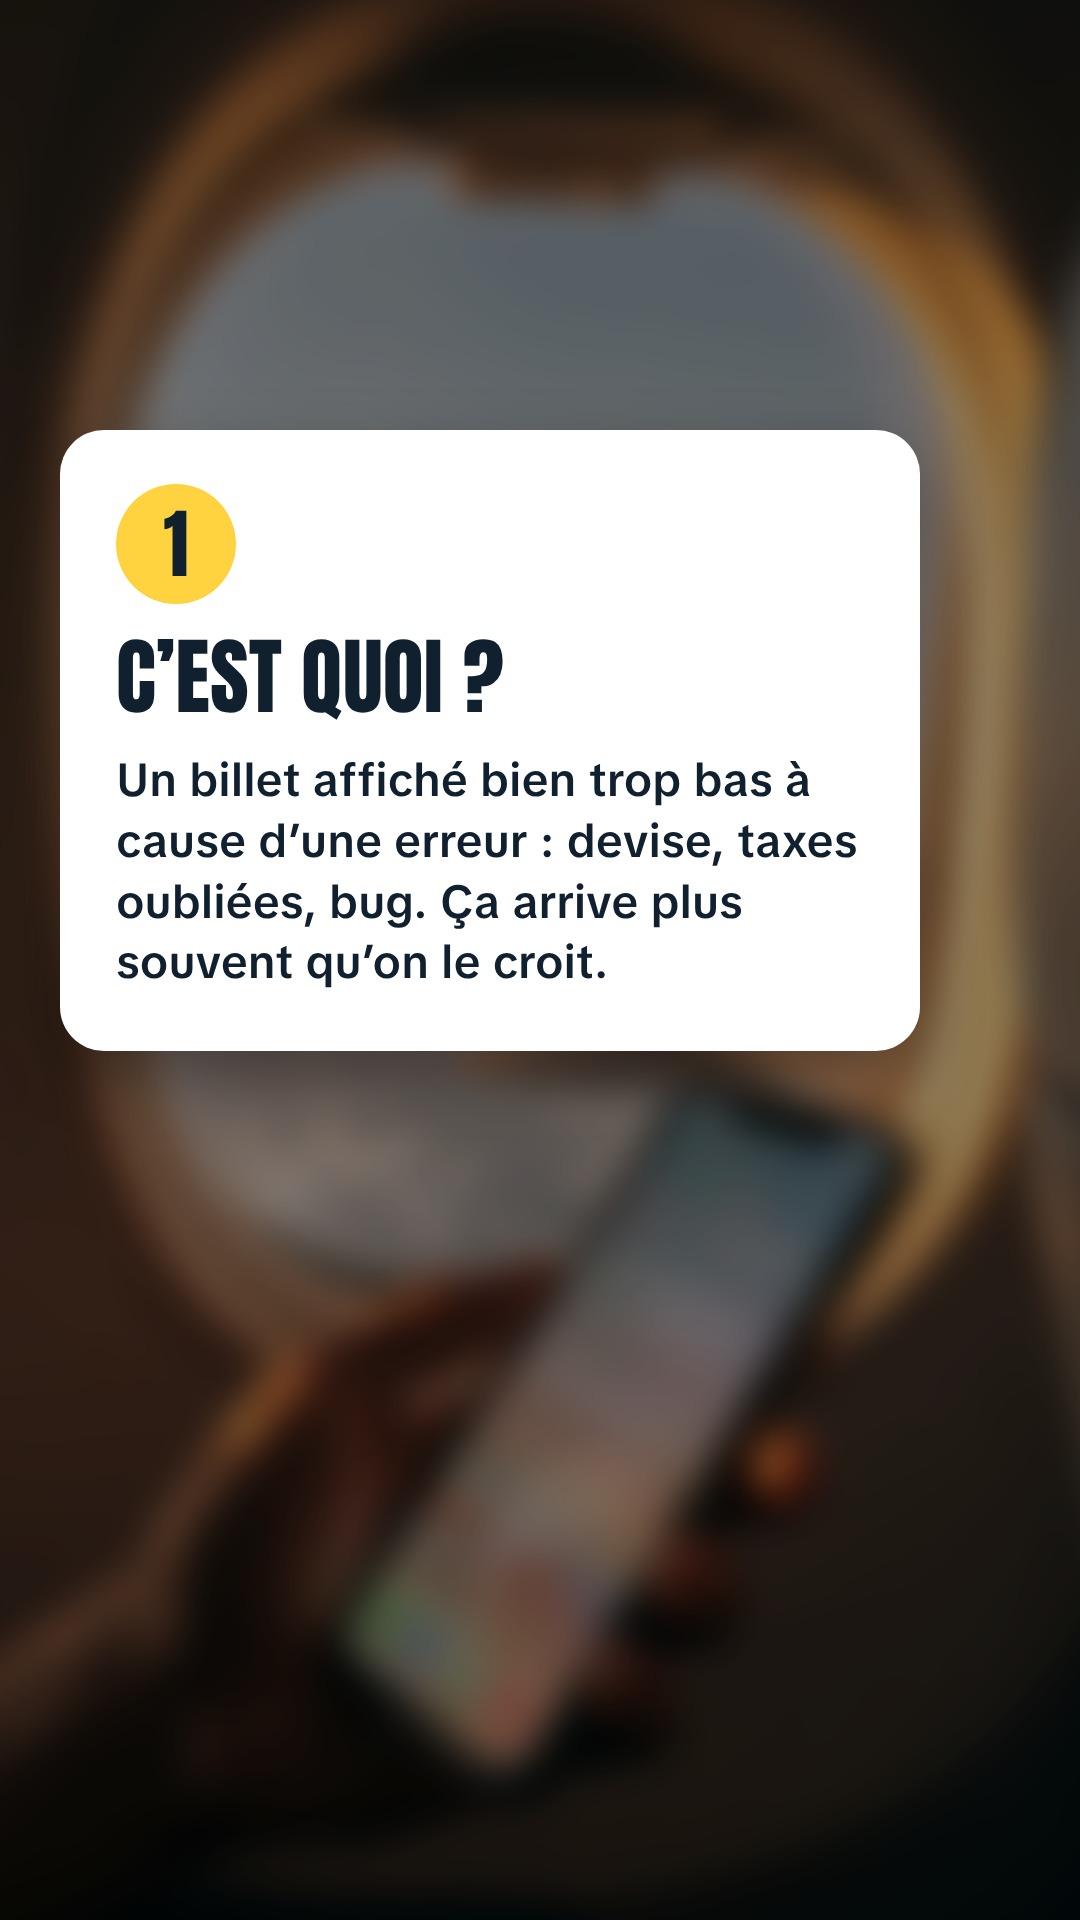 1
C’EST QUOI ?
Un billet affiché bien trop bas à
cause d’une erreur : devise, taxes
oubliées, bug. Ça arrive plus
souvent qu’on le croit.